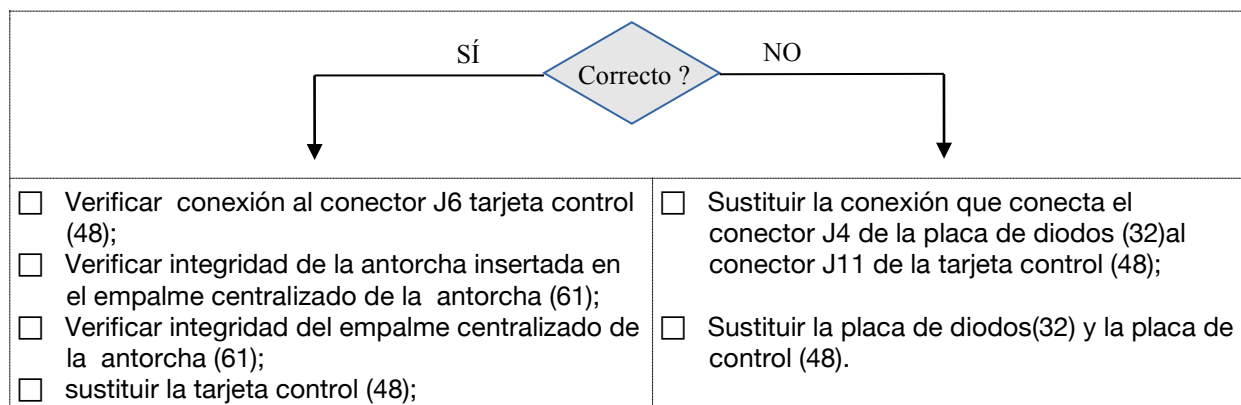 SÍ
Correcto ?
NO
Verificar conexión al conector J6 tarjeta control
(48);
Verificar integridad de la antorcha insertada en
el empalme centralizado de la antorcha (61);
Verificar integridad del empalme centralizado de
la antorcha (61);
sustituir la tarjeta control (48);
Sustituir la conexión que conecta el
conector J4 de la placa de diodos (32)al
conector J11 de la tarjeta control (48);
Sustituir la placa de diodos(32) y la placa de
control (48).